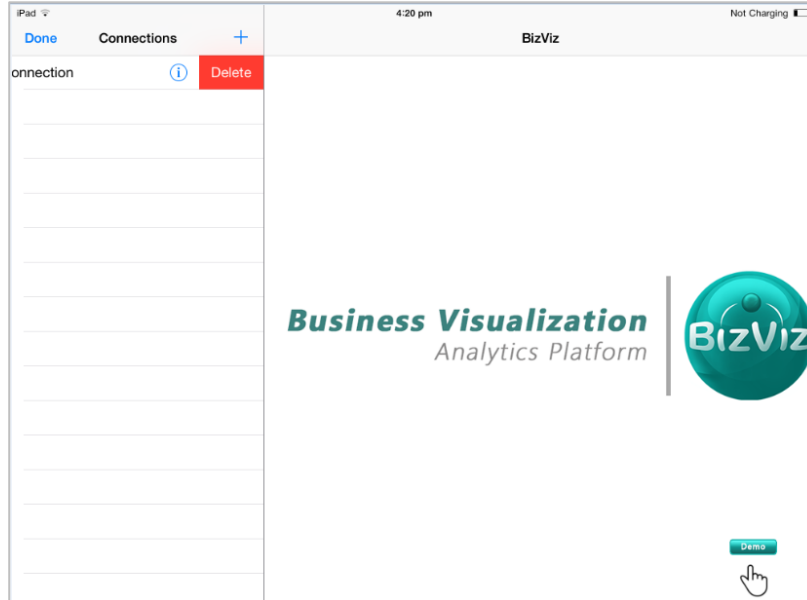 iPad 4:20 pm Not Charging
Done Connections + BizViz
onnection i Delete
Business Visualization
Analytics Platform
BizViz
Demo